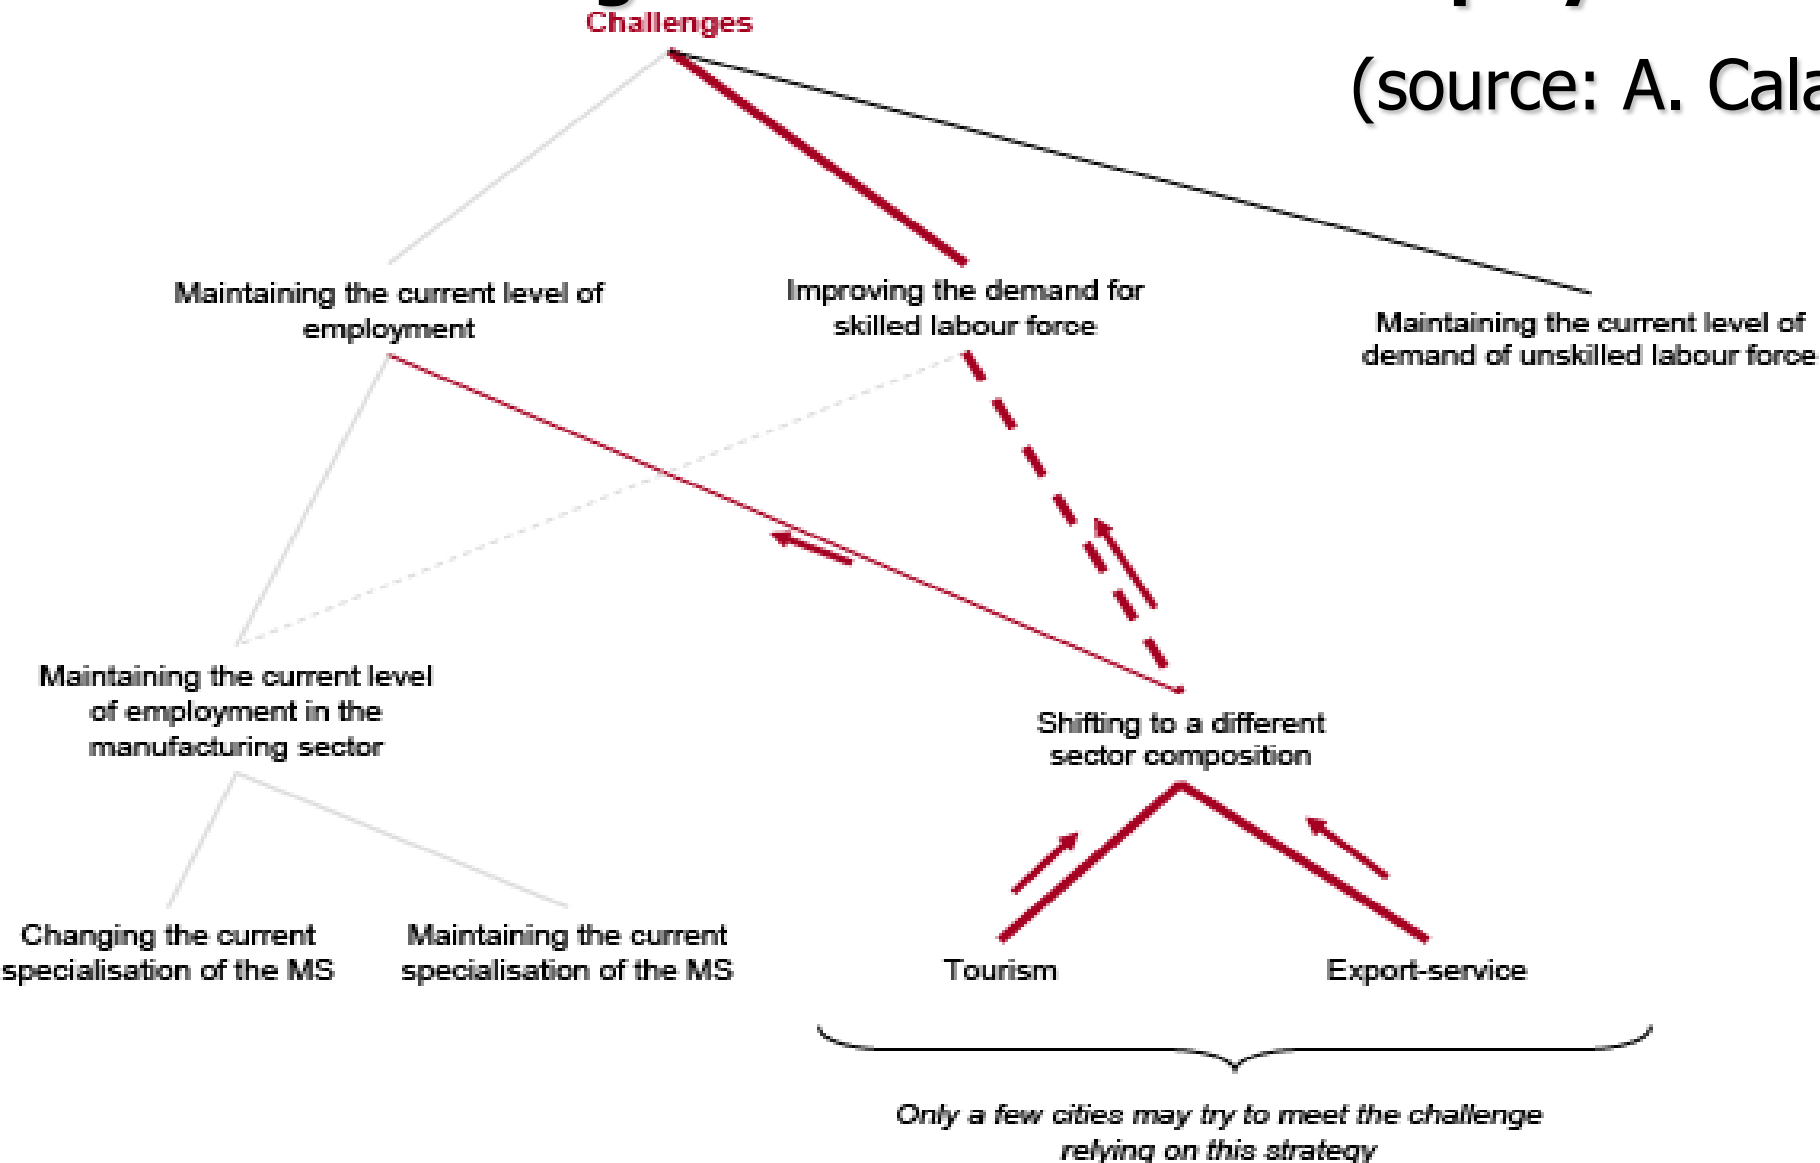 Challenges
(source: A. Cala
Maintaining the current level of
employment
Improving the demand for
skilled labour force
Maintaining the current level of
demand of unskilled labour force
Maintaining the current level
of employment in the
manufacturing sector
Shifting to a different
sector composition
Changing the current
specialisation of the MS
Maintaining the current
specialisation of the MS
Tourism
Export-service
Only a few cities may try to meet the challenge
relying on this strategy